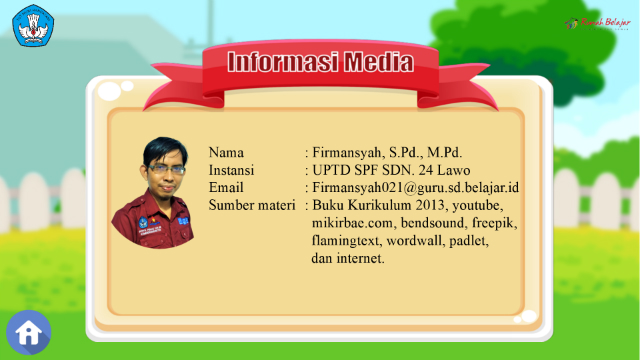 Rumah Belajar
Informasi Media
Nama : Firmansyah, S.Pd., M.Pd.
Instansi : UPTD SPF SDN. 24 Lawo
Email : Firmansyah021@guru.sd.belajar.id
Sumber materi : Buku Kurikulum 2013, youtube,
mikirbae.com, bendsound, freepik,
flamingtext, wordwall, padlet,
dan internet.